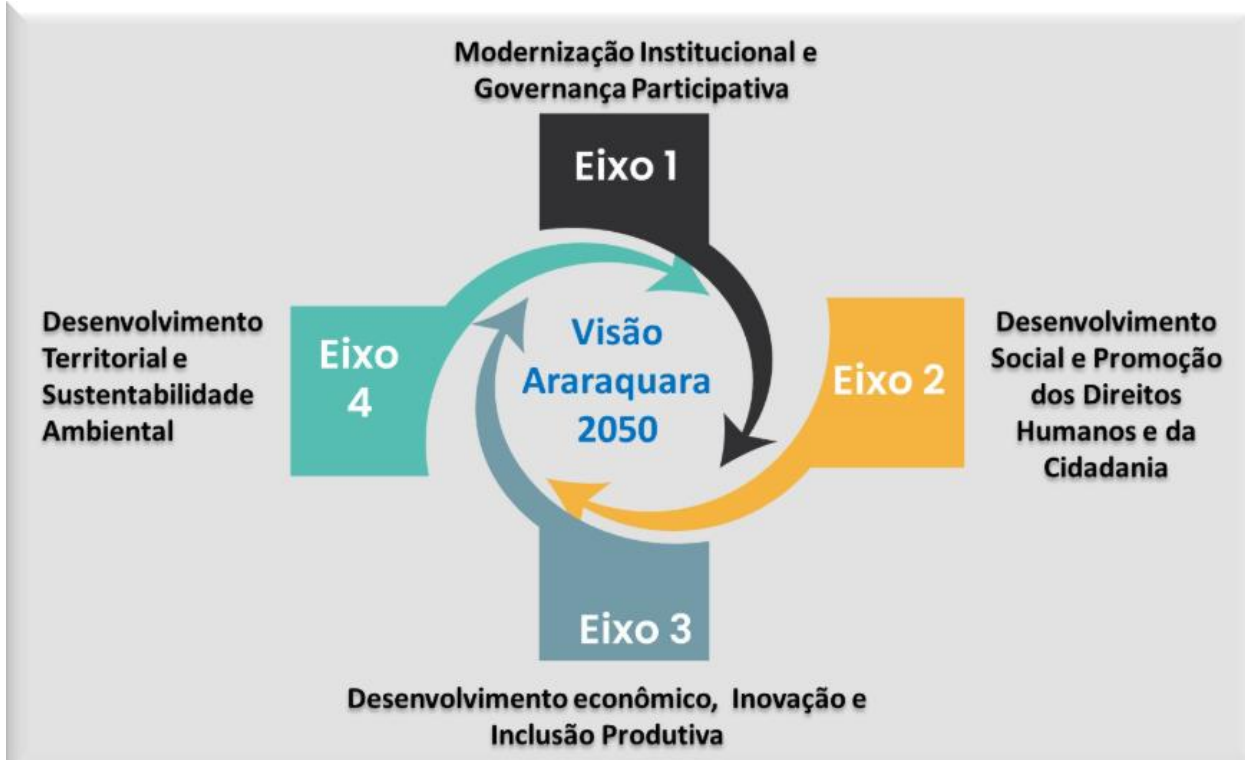 Modernização Institucional e
Governança Participativa
Eixo 1
Desenvolvimento
Territorial e
Sustentabilidade
Ambiental
Eixo
4
Visão
Araraquara
2050
Eixo 2
Desenvolvimento
Social e Promoção
dos Direitos
Humanos e da
Cidadania
Eixo 3
Desenvolvimento econômico, Inovação e
Inclusão Produtiva